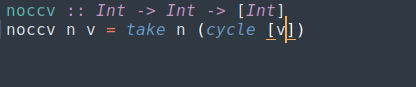 noccv :: Int -> Int -> [Int]
noccv n v = take n (cycle [v])